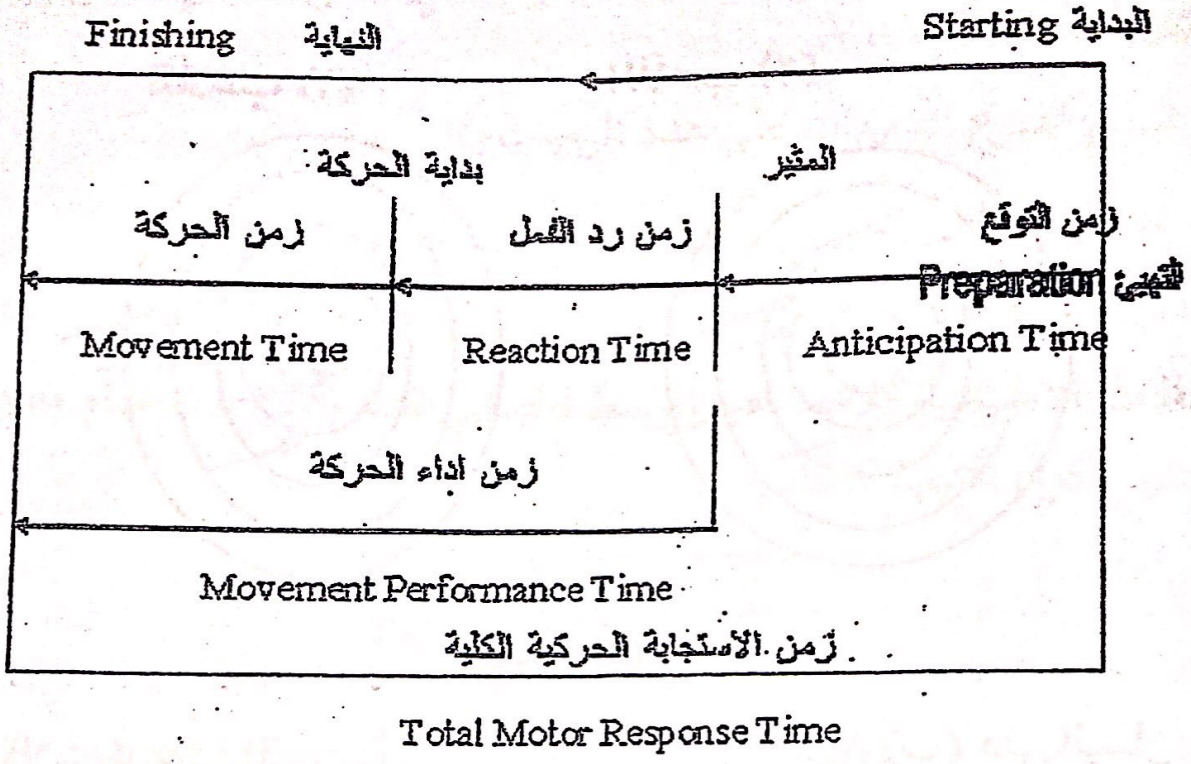 البداية Starting
النهاية Finishing
المثير
بداية الحركة
زمن التوقع
زمن رد الفعل
زمن الحركة
التهيئ Preparation
Anticipation Time
Reaction Time
Movement Time
زمن اداء الحركة
Movement Performance Time
زمن الاستجابة الحركية الكلية
Total Motor Response Time